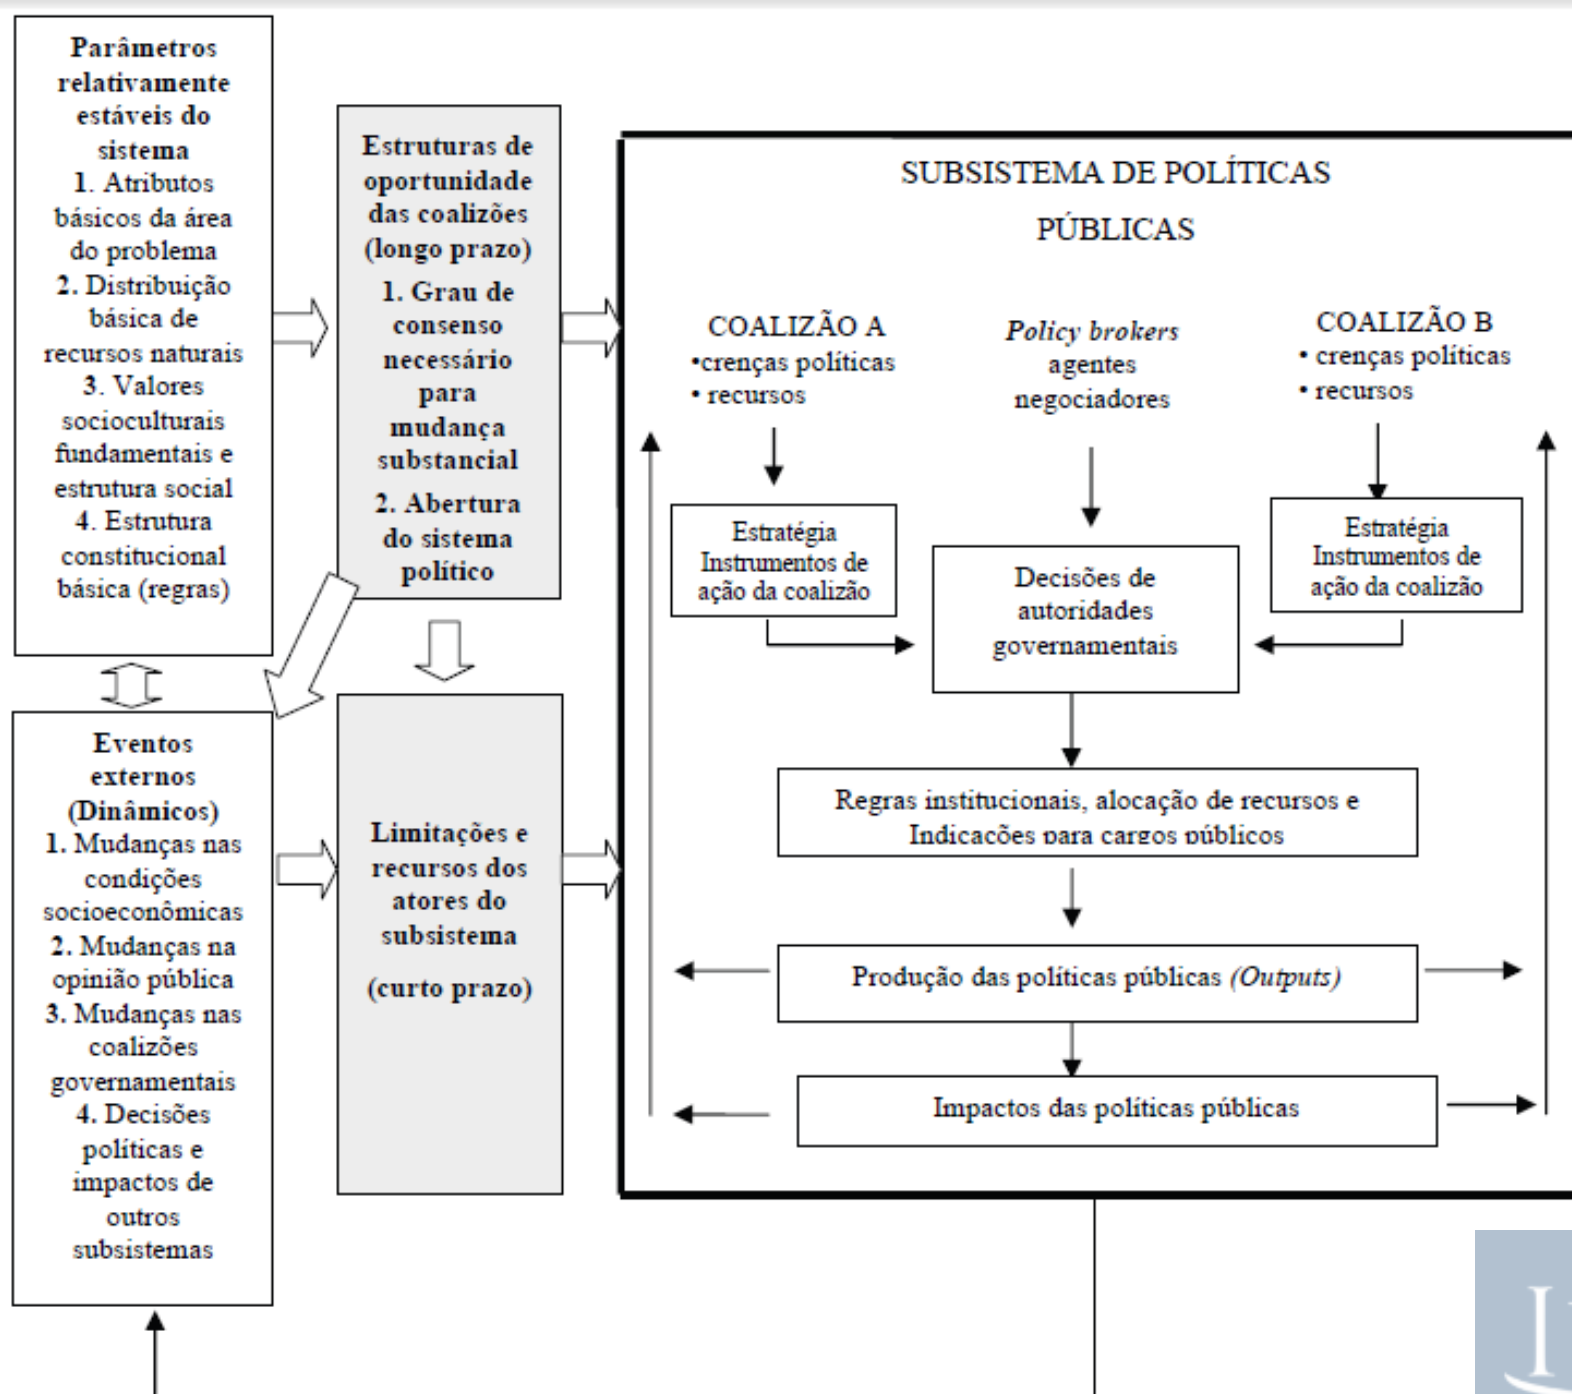 Parâmetros
relativamente
estáveis do
sistema
1. Atributos
básicos da área
do problema
2. Distribuição
básica de
recursos naturais
3. Valores
socioculturais
fundamentais e
estrutura social
4. Estrutura
constitucional
básica (regras)
Eventos
externos
(Dinâmicos)
1. Mudanças nas
condições
socioeconômicas
2. Mudanças na
opinião pública
3. Mudanças nas
coalizões
governamentais
4. Decisões
políticas e
impactos de
outros
subsistemas
Estruturas de
oportunidade
das coalizões
(longo prazo)
1. Grau de
consenso
necessário
para
mudança
substancial
2. Abertura
do sistema
político
Limitações e
recursos dos
atores do
subsistema
(curto prazo)
SUBSISTEMA DE POLÍTICAS
PÚBLICAS
COALIZÃO A
•crenças políticas
• recursos
Policy brokers
agentes
negociadores
COALIZÃO B
• crenças políticas
• recursos
Estratégia
Instrumentos de
ação da coalizão
Decisões de
autoridades
governamentais
Estratégia
Instrumentos de
ação da coalizão
Regras institucionais, alocação de recursos e
Indicações para cargos públicos
Produção das políticas públicas (Outputs)
Impactos das políticas públicas